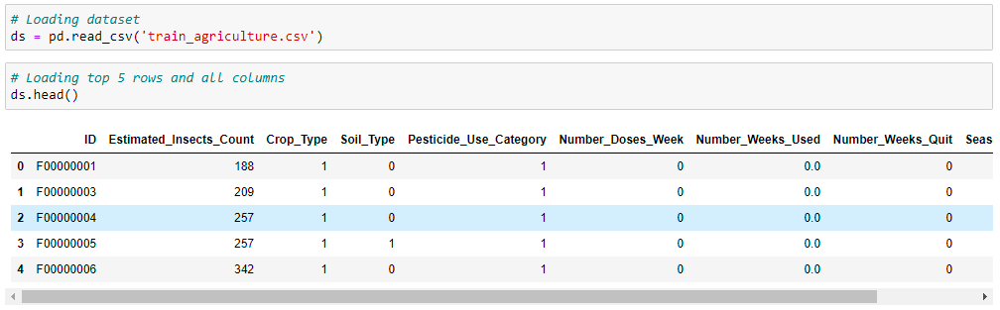 # Loading dataset
ds = pd.read_csv('train_agriculture.csv')
# Loading top 5 rows and all columns
ds.head()
ID Estimated_Insects_Count Crop_Type Soil_Type Pesticide_Use_Category Number_Doses_Week Number_Weeks_Used Number_Weeks_Quit Seas
0 F00000001 188 1 0 1 0 0.0 0
1 F00000003 209 1 0 1 0 0.0 0
2 F00000004 257 1 0 1 0 0.0 0
3 F00000005 257 1 1 1 0 0.0 0
4 F00000006 342 1 0 1 0 0.0 0